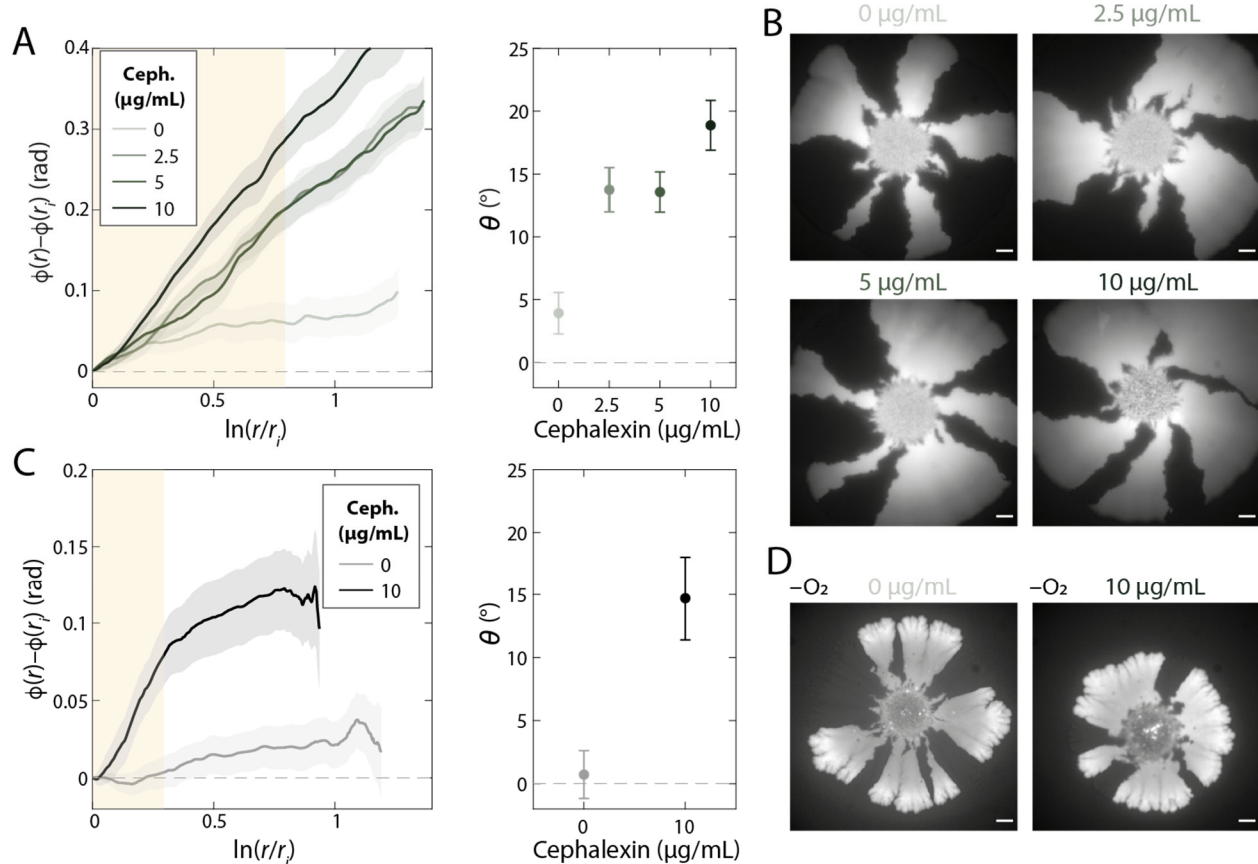 A
0.4
0.3
0.2
0.1
0
Ceph.
(μg/mL)
0
2.5
5
10
ϕ(r)−ϕ(rᵢ) (rad)
0
0.5
1
ln(r/rᵢ)
25
20
15
10
5
0
θ (°)
0
2.5
5
10
Cephalexin (μg/mL)
B
0 μg/mL
2.5 μg/mL
5 μg/mL
10 μg/mL
C
0.2
0.15
0.1
0.05
0
Ceph.
(μg/mL)
0
10
ϕ(r)−ϕ(rᵢ) (rad)
0
0.5
1
ln(r/rᵢ)
25
20
15
10
5
0
θ (°)
0
10
Cephalexin (μg/mL)
D
−O₂ 0 μg/mL
−O₂ 10 μg/mL